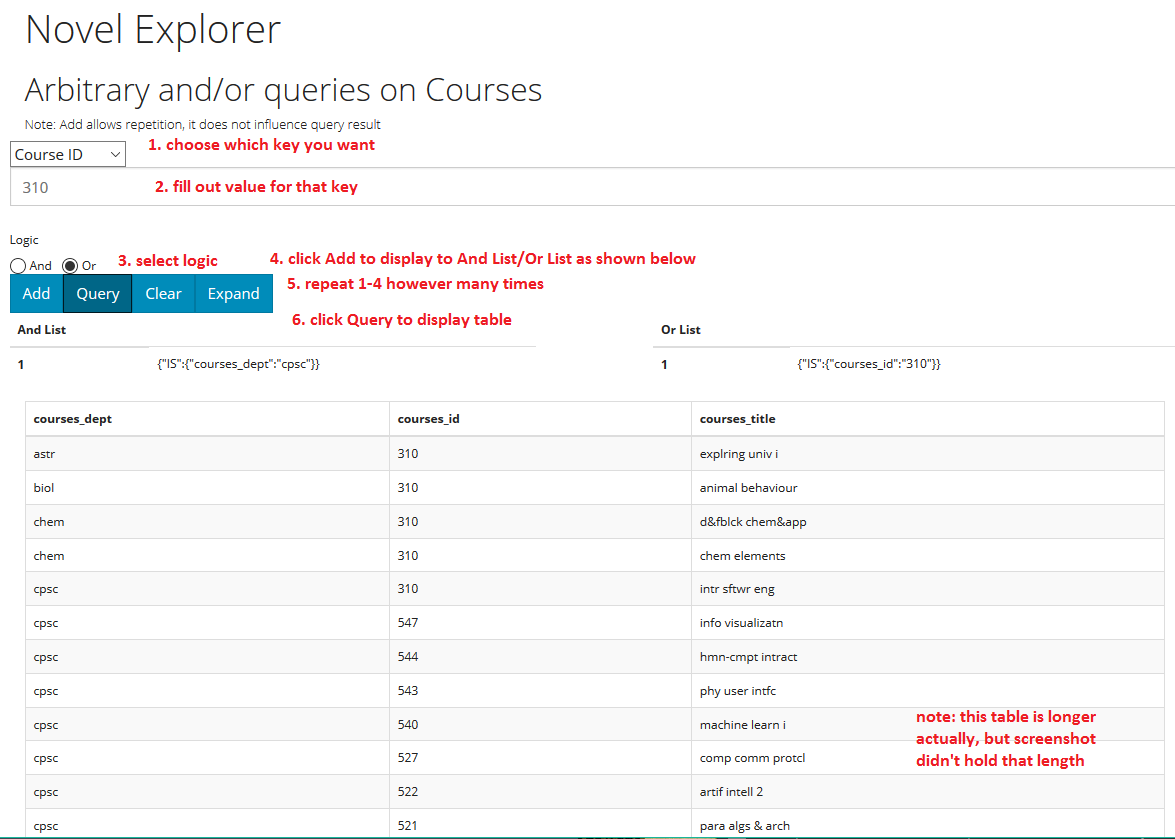 Novel Explorer
Arbitrary and/or queries on Courses
Note: Add allows repetition, it does not influence query result
Course ID
1. choose which key you want
310
2. fill out value for that key
Logic
And Or
3. select logic
4. click Add to display to And List/Or List as shown below
Add Query Clear Expand
5. repeat 1-4 however many times
6. click Query to display table
And List Or List
1 {"IS":{"courses_dept":"cpsc"}} 1 {"IS":{"courses_id":"310"}}
courses_dept courses_id courses_title
astr 310 explring univ i
biol 310 animal behaviour
chem 310 d&fblck chem&app
chem 310 chem elements
cpsc 310 intr sftwr eng
cpsc 547 info visualizatn
cpsc 544 hmn-cmpt intract
cpsc 543 phy user intfc
cpsc 540 machine learn i
cpsc 527 comp comm protcl
cpsc 522 artif intell 2
cpsc 521 para algs & arch
note: this table is longer
actually, but screenshot
didn't hold that length